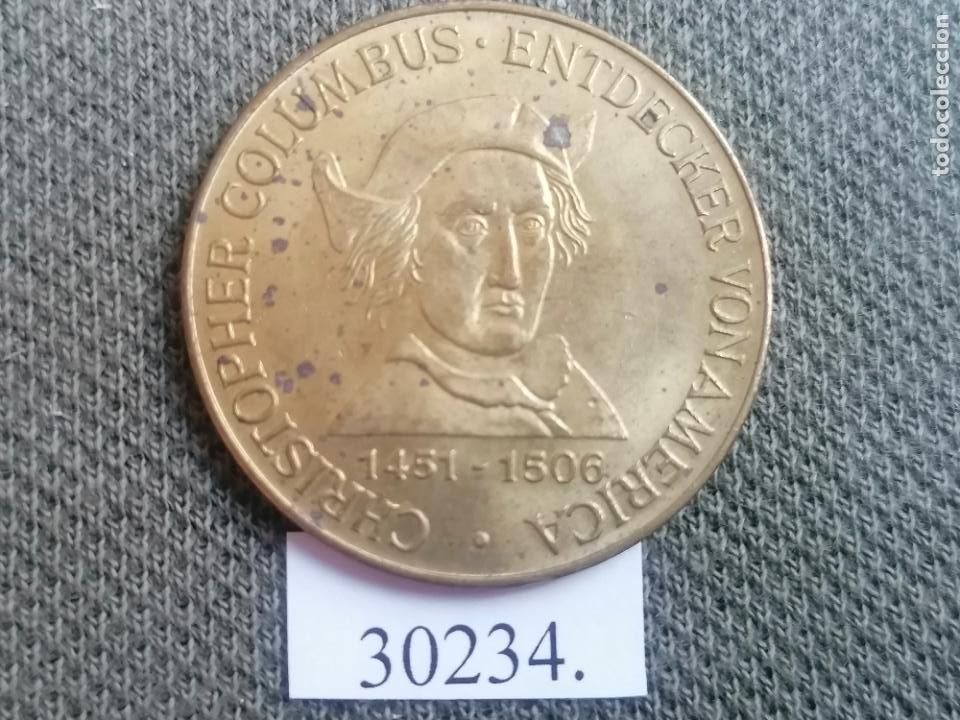 CHRISTOPHER COLUMBUS · ENTDECKER VON AMERICA ·
1451 - 1506
30234.
todocoleccion